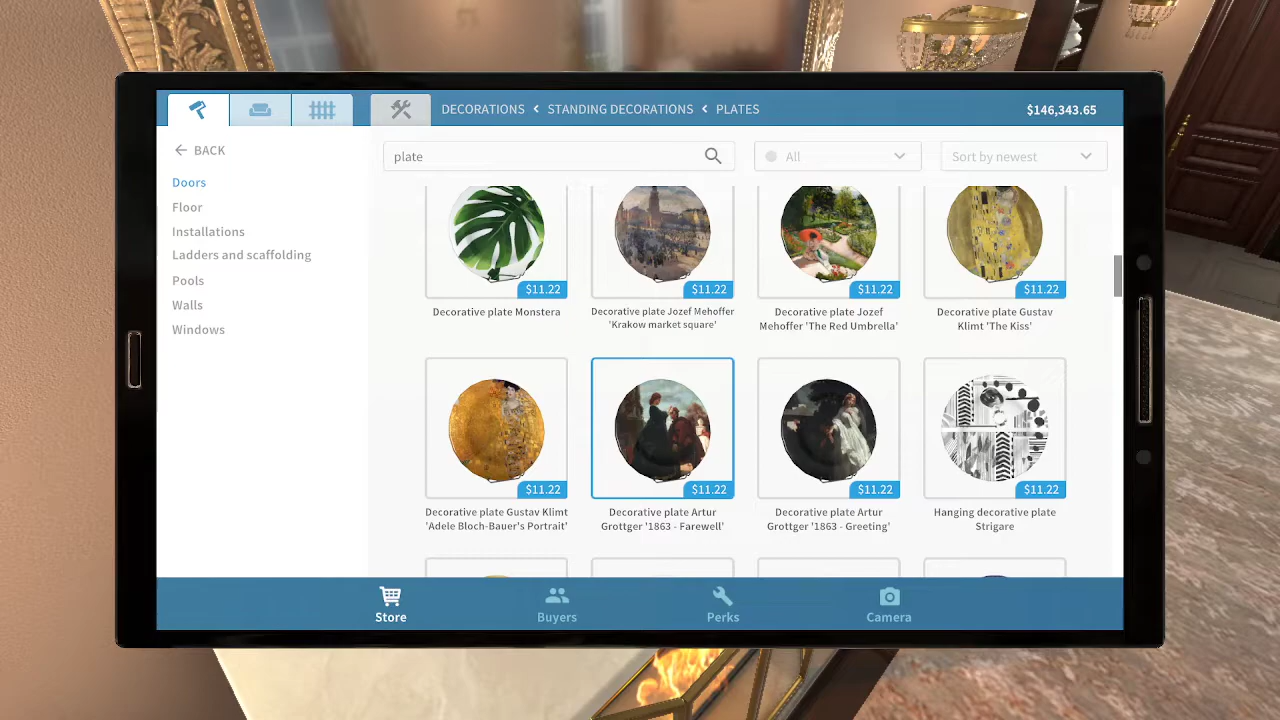 DECORATIONS < STANDING DECORATIONS < PLATES
$146,343.65
BACK
plate
All
Sort by newest
Doors
Floor
Installations
Ladders and scaffolding
Pools
Walls
Windows
$11.22
$11.22
$11.22
$11.22
Decorative plate Monstera
Decorative plate Jozef Mehoffer
'Krakow market square'
Decorative plate Jozef
Mehoffer 'The Red Umbrella'
Decorative plate Gustav
Klimt 'The Kiss'
$11.22
$11.22
$11.22
$11.22
Decorative plate Gustav Klimt
'Adele Bloch-Bauer's Portrait'
Decorative plate Artur
Grottger '1863 - Farewell'
Decorative plate Artur
Grottger '1863 - Greeting'
Hanging decorative plate
Strigare
Store
Buyers
Perks
Camera